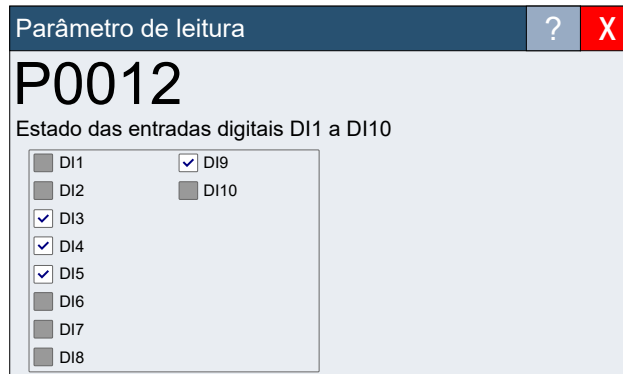 Parâmetro de leitura ? X
P0012
Estado das entradas digitais DI1 a DI10
DI1 DI9
DI2 DI10
DI3
DI4
DI5
DI6
DI7
DI8